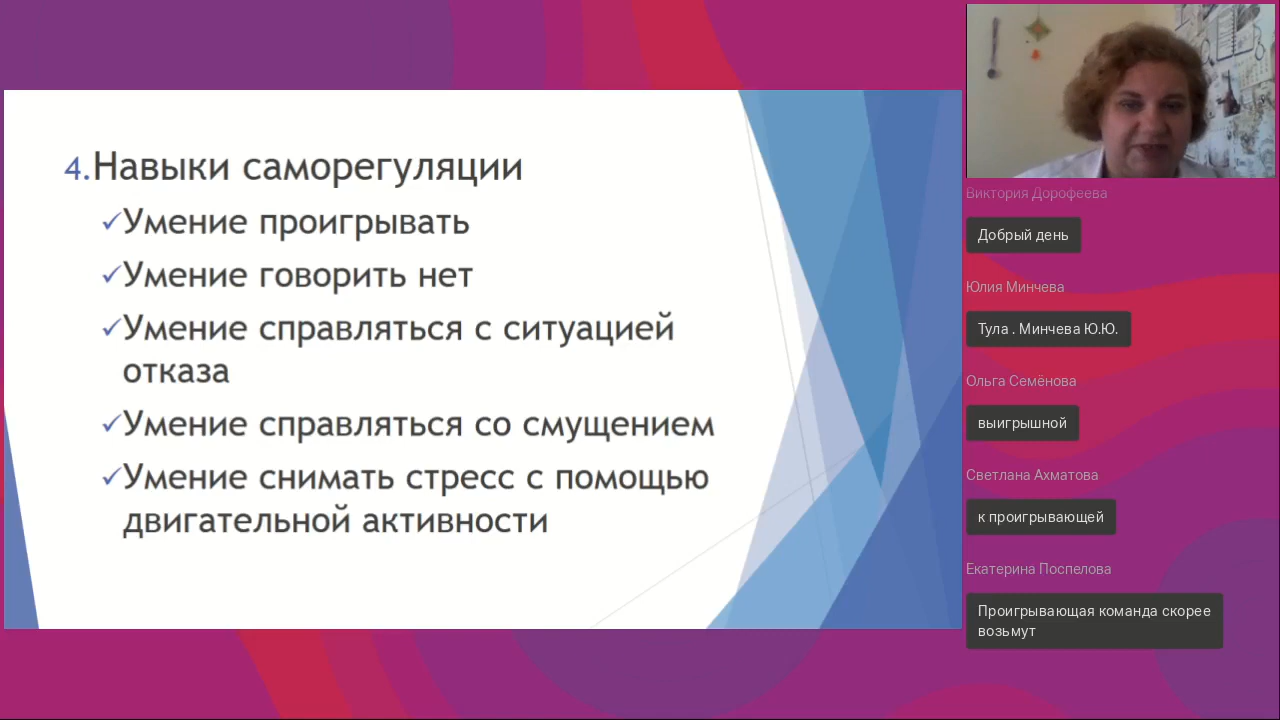 4.Навыки саморегуляции
✓Умение проигрывать
✓Умение говорить нет
✓Умение справляться с ситуацией
отказа
✓Умение справляться со смущением
✓Умение снимать стресс с помощью
двигательной активности
Виктория Дорофеева
Добрый день
Юлия Минчева
Тула . Минчева Ю.Ю.
Ольга Семёнова
выигрышной
Светлана Ахматова
к проигрывающей
Екатерина Поспелова
Проигрывающая команда скорее
возьмут